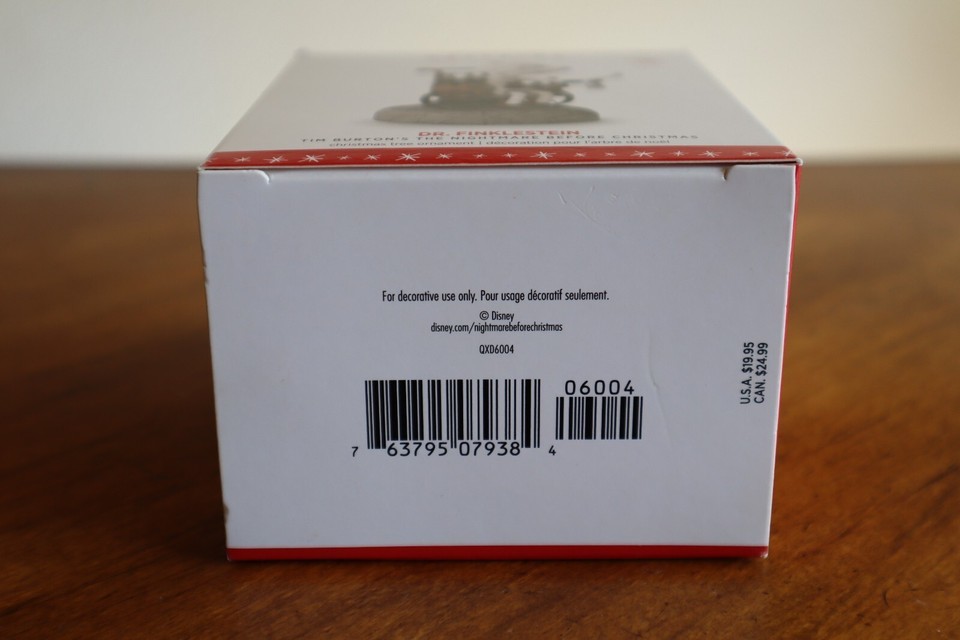 DR. FINKLESTEIN
TIM BURTON'S THE NIGHTMARE BEFORE CHRISTMAS
christmas tree ornament | décoration pour l'arbre de noël
For decorative use only. Pour usage décoratif seulement.
© Disney
disney.com/nightmarebeforechristmas
QXD6004
06004
7 63795 07938 4
U.S.A. $19.95
CAN. $24.99